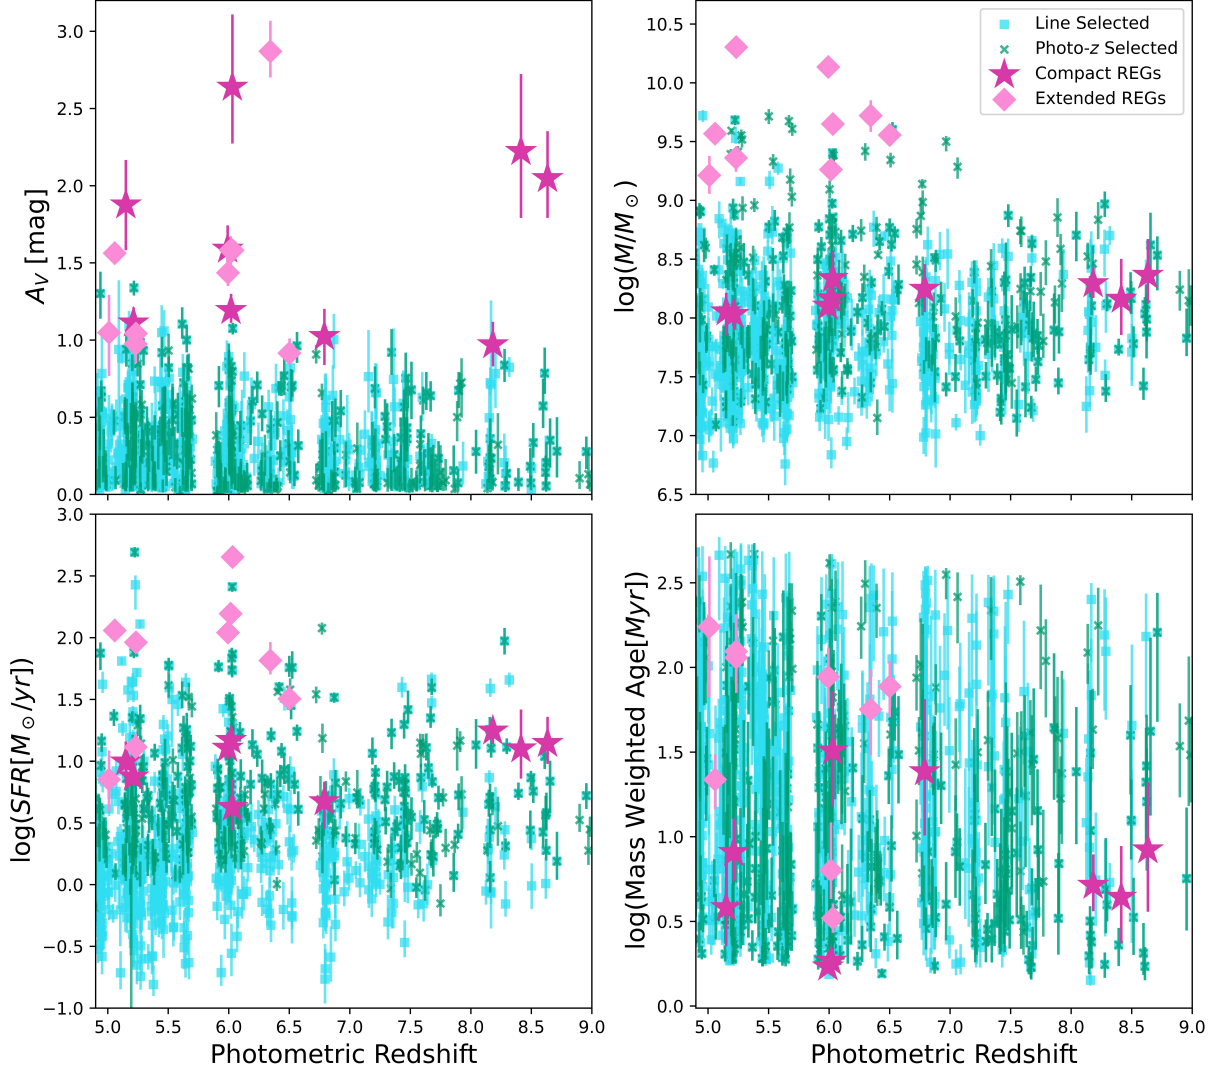 3.0
2.5
2.0
1.5
1.0
0.5
0.0
A_V [mag]
10.5
10.0
9.5
9.0
8.5
8.0
7.5
7.0
6.5
log(M/M⊙)
Line Selected
Photo-z Selected
Compact REGs
Extended REGs
3.0
2.5
2.0
1.5
1.0
0.5
0.0
−0.5
−1.0
log(SFR[M⊙/yr])
5.0 5.5 6.0 6.5 7.0 7.5 8.0 8.5 9.0
Photometric Redshift
2.5
2.0
1.5
1.0
0.5
0.0
log(Mass Weighted Age[Myr])
5.0 5.5 6.0 6.5 7.0 7.5 8.0 8.5 9.0
Photometric Redshift